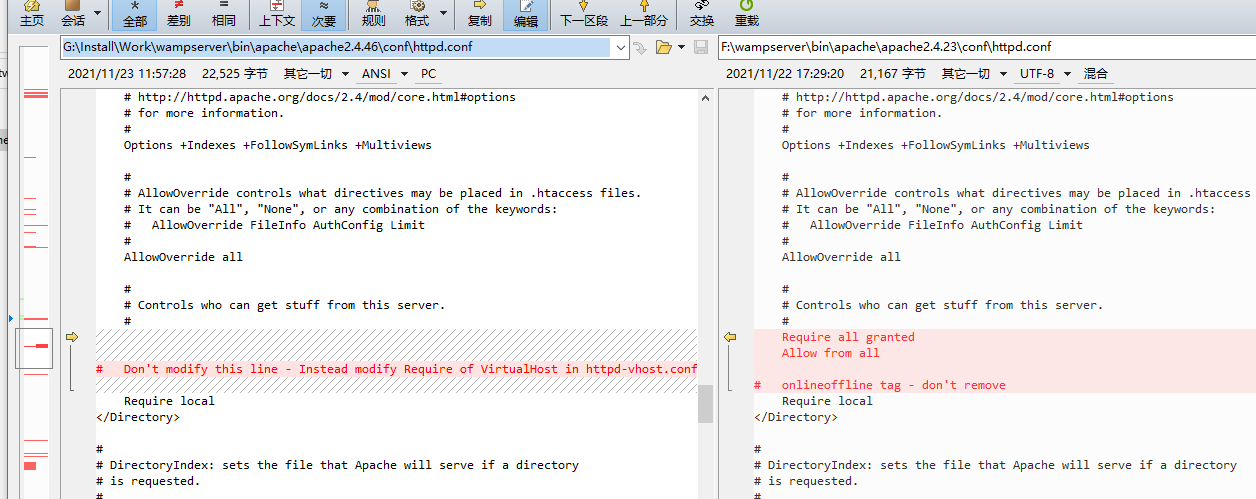 主页 会话 全部 差别 相同 上下文 次要 规则 格式 复制 编辑 下一区段 上一部分 交换 重载
G:\Install\Work\wampserver\bin\apache\apache2.4.46\conf\httpd.conf
2021/11/23 11:57:28 22,525 字节 其它一切 ANSI PC
# http://httpd.apache.org/docs/2.4/mod/core.html#options
# for more information.
#
Options +Indexes +FollowSymLinks +Multiviews
#
# AllowOverride controls what directives may be placed in .htaccess files.
# It can be "All", "None", or any combination of the keywords:
#   AllowOverride FileInfo AuthConfig Limit
#
AllowOverride all
#
# Controls who can get stuff from this server.
#
#   Don't modify this line - Instead modify Require of VirtualHost in httpd-vhost.conf
Require local
</Directory>
#
# DirectoryIndex: sets the file that Apache will serve if a directory
# is requested.
#
F:\wampserver\bin\apache\apache2.4.23\conf\httpd.conf
2021/11/22 17:29:20 21,167 字节 其它一切 UTF-8 混合
# http://httpd.apache.org/docs/2.4/mod/core.html#options
# for more information.
#
Options +Indexes +FollowSymLinks +Multiviews
#
# AllowOverride controls what directives may be placed in .htaccess
# It can be "All", "None", or any combination of the keywords:
#   AllowOverride FileInfo AuthConfig Limit
#
AllowOverride all
#
# Controls who can get stuff from this server.
#
Require all granted
Allow from all
#   onlineoffline tag - don't remove
Require local
</Directory>
#
# DirectoryIndex: sets the file that Apache will serve if a directory
# is requested.
#